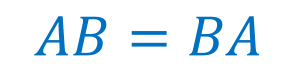 AB = BA